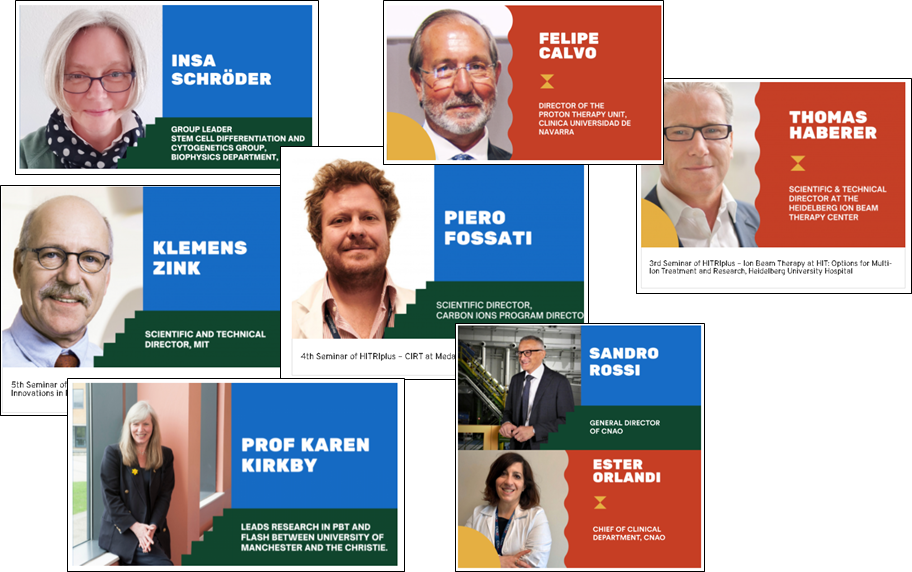 INSA
SCHRÖDER
GROUP LEADER
STEM CELL DIFFERENTIATION AND
CYTOGENETICS GROUP,
BIOPHYSICS DEPARTMENT,
FELIPE
CALVO
DIRECTOR OF THE
PROTON THERAPY UNIT,
CLINICA UNIVERSIDAD DE
NAVARRA
THOMAS
HABERER
SCIENTIFIC & TECHNICAL
DIRECTOR AT THE
HEIDELBERG ION BEAM
THERAPY CENTER
3rd Seminar of HITRIplus – Ion Beam Therapy at HIT: Options for Multi-
Ion Treatment and Research, Heidelberg University Hospital
KLEMENS
ZINK
SCIENTIFIC AND TECHNICAL
DIRECTOR, MIT
5th Seminar of
Innovations in
PIERO
FOSSATI
SCIENTIFIC DIRECTOR,
CARBON IONS PROGRAM DIRECTO
4th Seminar of HITRIplus – CIRT at Meda
PROF KAREN
KIRKBY
LEADS RESEARCH IN PBT AND
FLASH BETWEEN UNIVERSITY OF
MANCHESTER AND THE CHRISTIE.
SANDRO
ROSSI
GENERAL DIRECTOR
OF CNAO
ESTER
ORLANDI
CHIEF OF CLINICAL
DEPARTMENT, CNAO